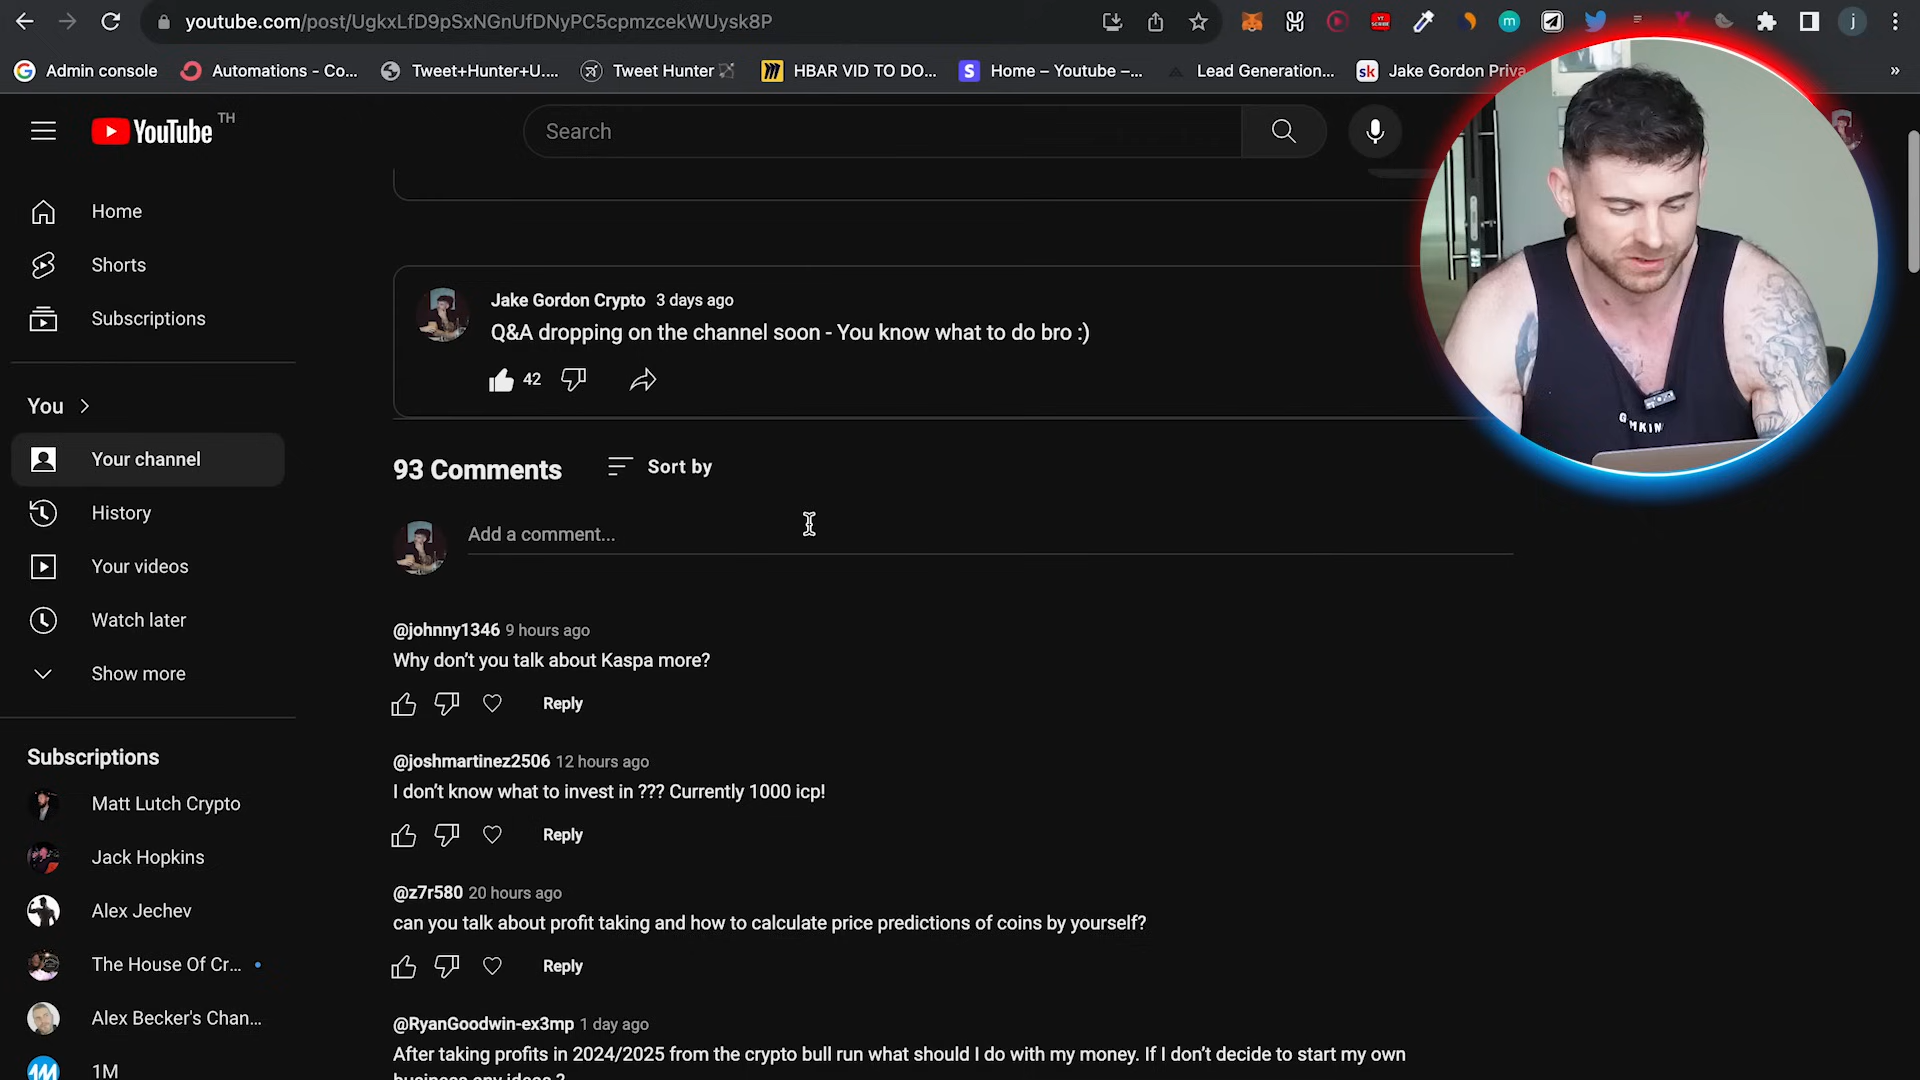 youtube.com/post/UgkxLfD9pSxNGnUfDNyPC5cpmzcekWUysk8P
Admin console
Automations - Co...
Tweet+Hunter+U....
Tweet Hunter
HBAR VID TO DO...
Home – Youtube –...
Lead Generation...
Jake Gordon Priva
YouTube TH
Search
Home
Shorts
Subscriptions
You
Your channel
History
Your videos
Watch later
Show more
Subscriptions
Matt Lutch Crypto
Jack Hopkins
Alex Jechev
The House Of Cr...
Alex Becker's Chan...
1M
Jake Gordon Crypto 3 days ago
Q&A dropping on the channel soon - You know what to do bro :)
42
93 Comments Sort by
Add a comment...
@johnny1346 9 hours ago
Why don’t you talk about Kaspa more?
Reply
@joshmartinez2506 12 hours ago
I don’t know what to invest in ??? Currently 1000 icp!
Reply
@z7r580 20 hours ago
can you talk about profit taking and how to calculate price predictions of coins by yourself?
Reply
@RyanGoodwin-ex3mp 1 day ago
After taking profits in 2024/2025 from the crypto bull run what should I do with my money. If I don’t decide to start my own
business any ideas ?